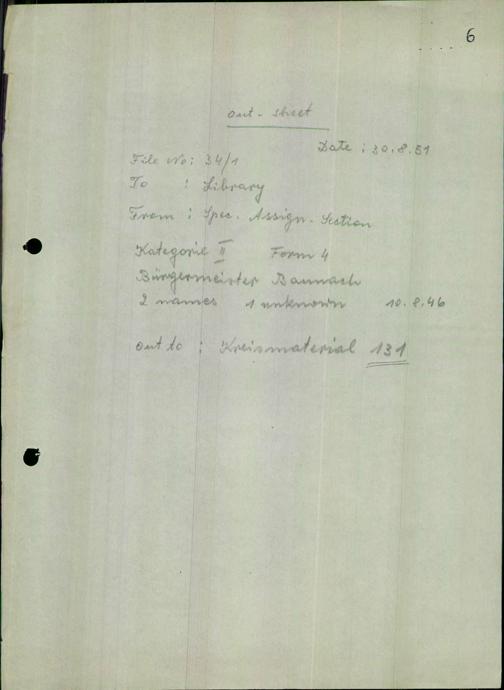 6
out-sheet
Date : 30.8.51
File No: 34/1
To : Library
From : Spec. Assign. Section
Kategorie II Form 4
Bürgermeister Baunach
2 names 1 unknown 10.8.46
out to : Kreismaterial 131